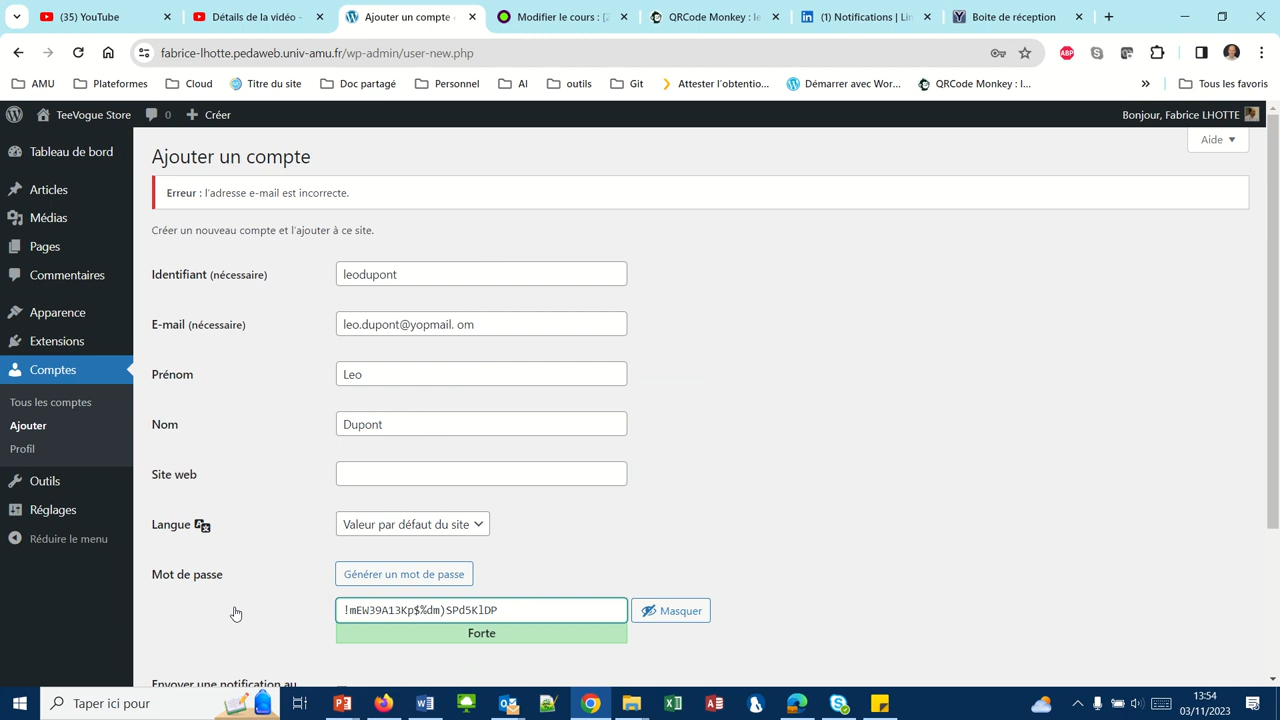 (35) YouTube
Détails de la vidéo -
Ajouter un compte
Modifier le cours : [2
QRCode Monkey : le
(1) Notifications | Lin
Boite de réception
fabrice-lhotte.pedaweb.univ-amu.fr/wp-admin/user-new.php
AMU
Plateformes
Cloud
Titre du site
Doc partagé
Personnel
AI
outils
Git
Attester l'obtentio...
Démarrer avec Wor...
QRCode Monkey : l...
Tous les favoris
TeeVogue Store
0
Créer
Bonjour, Fabrice LHOTTE
Aide
Tableau de bord
Articles
Médias
Pages
Commentaires
Apparence
Extensions
Comptes
Tous les comptes
Ajouter
Profil
Outils
Réglages
Réduire le menu
Ajouter un compte
Erreur : l'adresse e-mail est incorrecte.
Créer un nouveau compte et l'ajouter à ce site.
Identifiant (nécessaire)
leodupont
E-mail (nécessaire)
leo.dupont@yopmail. om
Prénom
Leo
Nom
Dupont
Site web
Langue
Valeur par défaut du site
Mot de passe
Générer un mot de passe
!mEW39A13Kp$%dm)SPd5KlDP
Masquer
Forte
Envoyer une notification au
Taper ici pour
13:54
03/11/2023